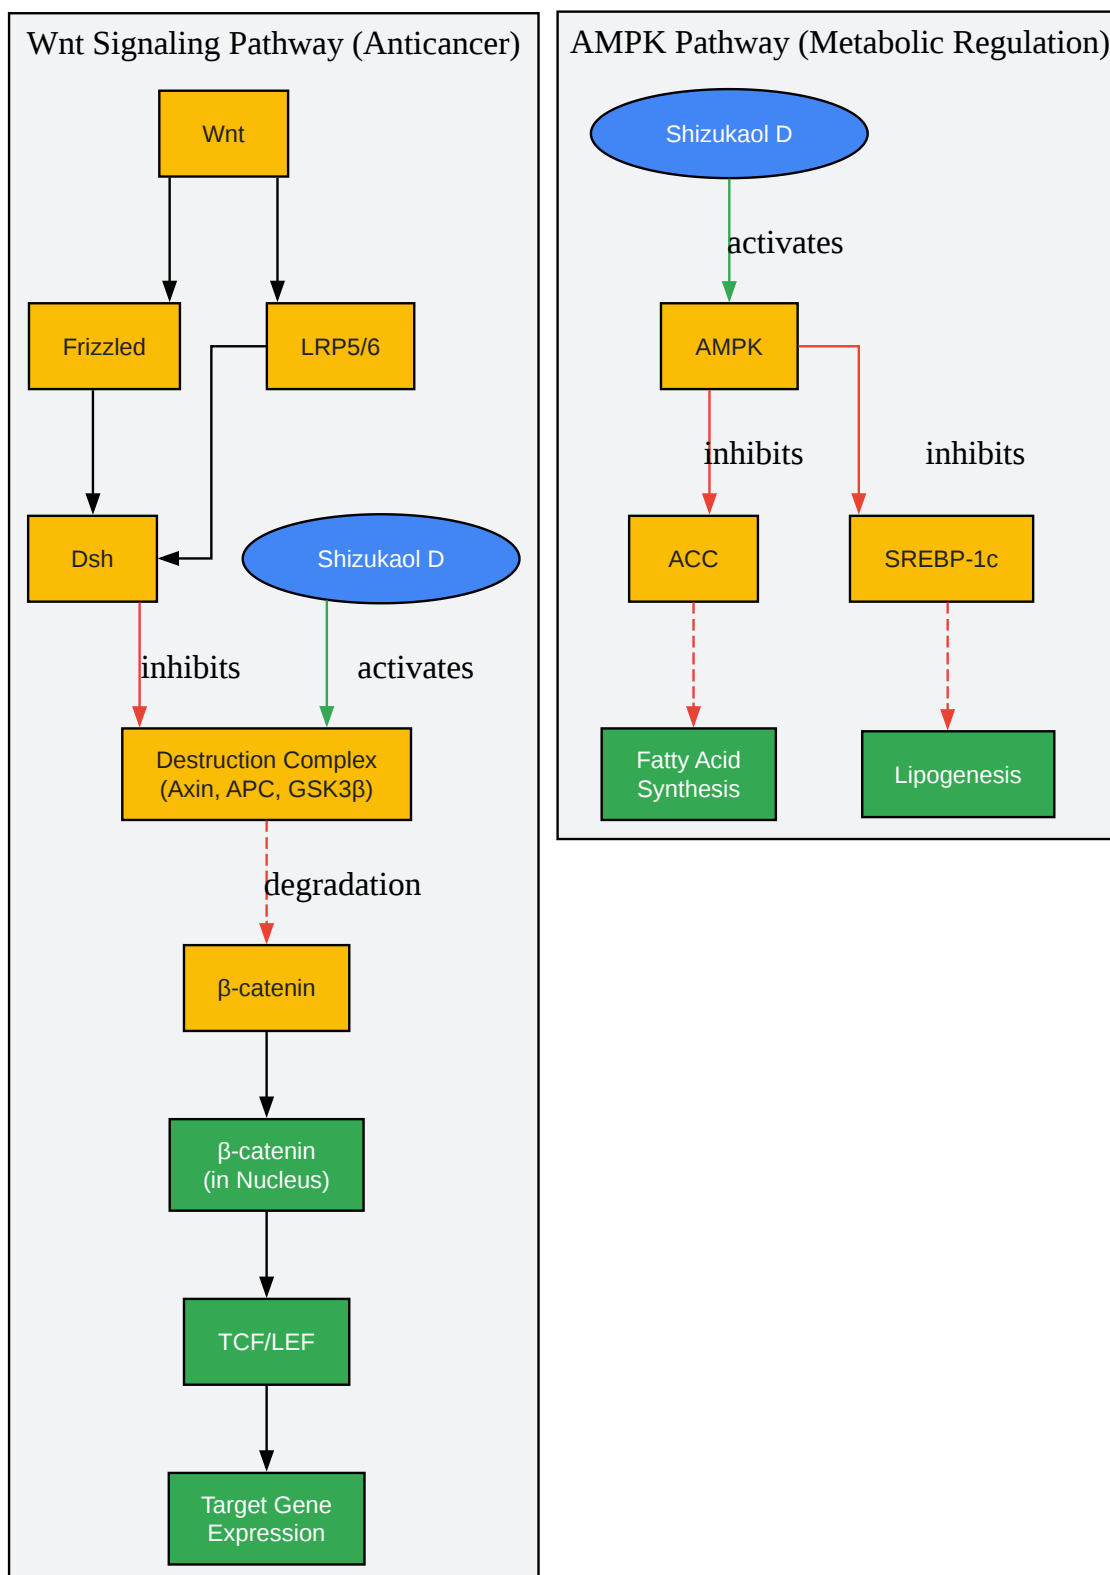 Wnt Signaling Pathway (Anticancer)
Wnt
Frizzled
LRP5/6
Dsh
Shizukaol D
inhibits
activates
Destruction Complex
(Axin, APC, GSK3β)
degradation
β-catenin
β-catenin
(in Nucleus)
TCF/LEF
Target Gene
Expression
AMPK Pathway (Metabolic Regulation)
Shizukaol D
activates
AMPK
inhibits
inhibits
ACC
SREBP-1c
Fatty Acid
Synthesis
Lipogenesis